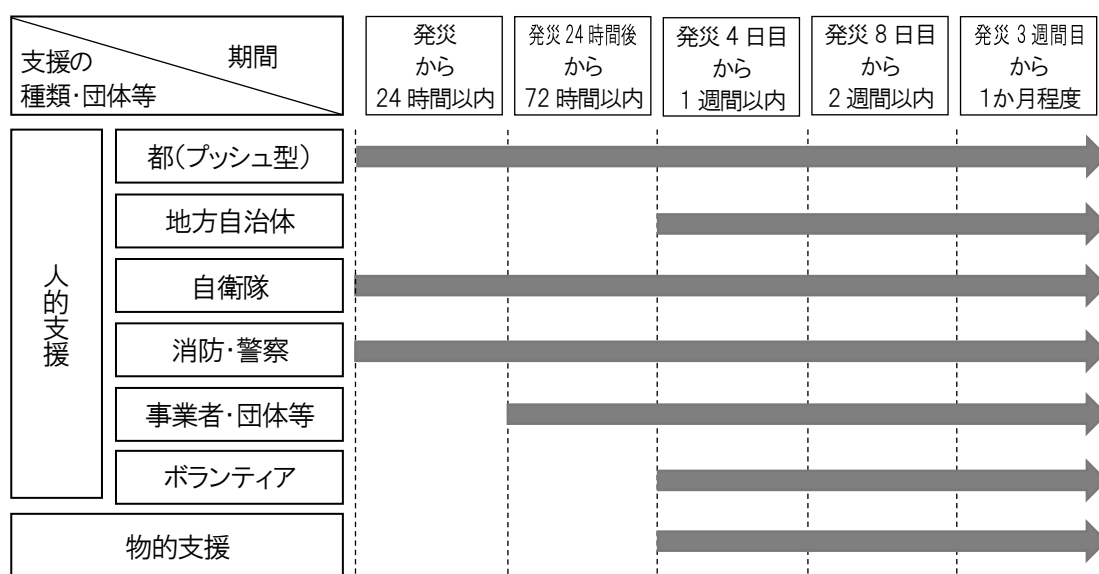 期間
支援の
種類・団体等
発災
から
24時間以内
発災24時間後
から
72時間以内
発災4日目
から
1週間以内
発災8日目
から
2週間以内
発災3週間目
から
1か月程度
人的支援
都(プッシュ型)
地方自治体
自衛隊
消防・警察
事業者・団体等
ボランティア
物的支援